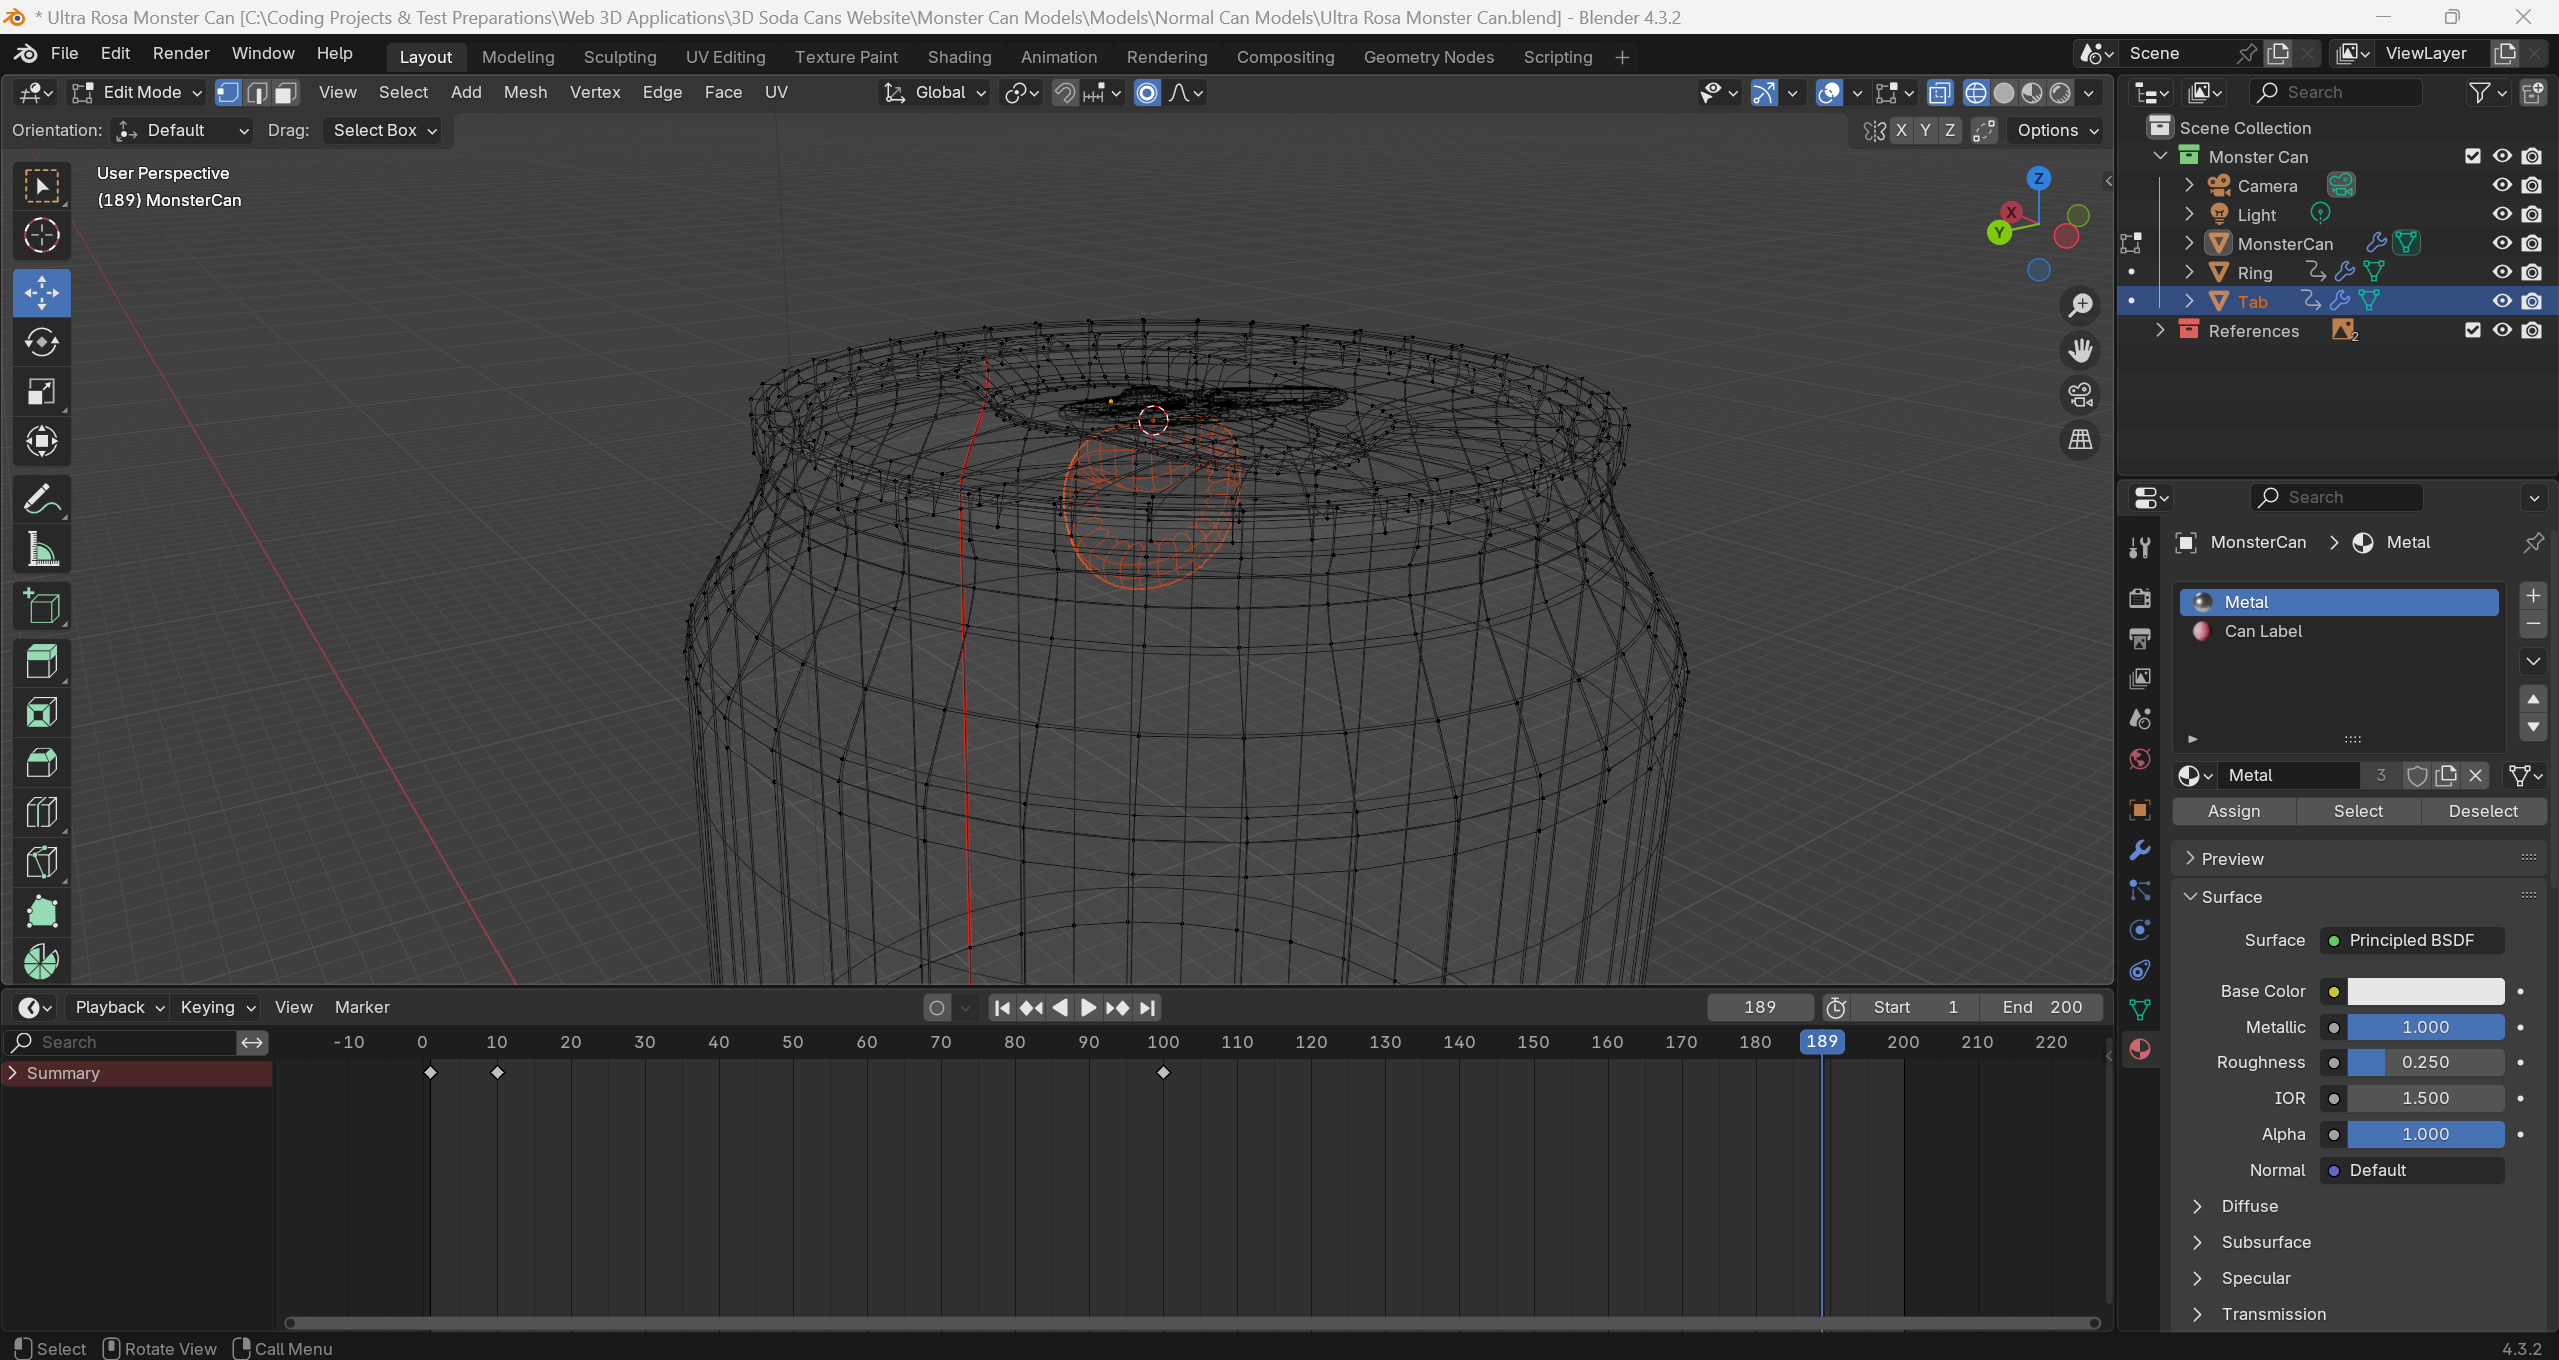 * Ultra Rosa Monster Can [C:\Coding Projects & Test Preparations\Web 3D Applications\3D Soda Cans Website\Monster Can Models\Models\Normal Can Models\Ultra Rosa Monster Can.blend] - Blender 4.3.2
File Edit Render Window Help Layout Modeling Sculpting UV Editing Texture Paint Shading Animation Rendering Compositing Geometry Nodes Scripting + Scene ViewLayer
Edit Mode View Select Add Mesh Vertex Edge Face UV Global Search
Orientation: Default Drag: Select Box X Y Z Options
User Perspective
(189) MonsterCan
Z
X
Y
Scene Collection
Monster Can
Camera
Light
MonsterCan
Ring
Tab
References 2
Search
MonsterCan > Metal
Metal
Can Label
Metal 3
Assign Select Deselect
Preview
Surface
Surface Principled BSDF
Base Color
Metallic 1.000
Roughness 0.250
IOR 1.500
Alpha 1.000
Normal Default
Diffuse
Subsurface
Specular
Transmission
Playback Keying View Marker 189 Start 1 End 200
Search -10 0 10 20 30 40 50 60 70 80 90 100 110 120 130 140 150 160 170 180 189 200 210 220
Summary
Select Rotate View Call Menu 4.3.2